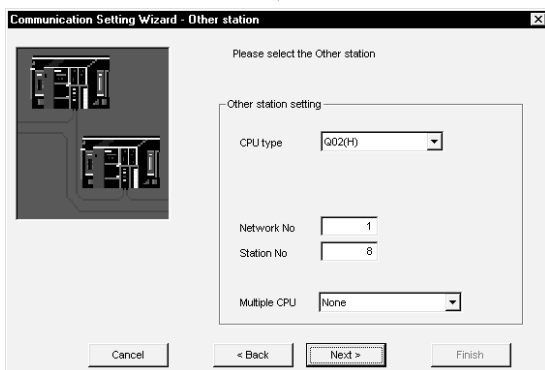 Communication Setting Wizard - Other station
Please select the Other station
Other station setting
CPU type Q02(H)
Network No 1
Station No 8
Multiple CPU None
Cancel < Back Next > Finish